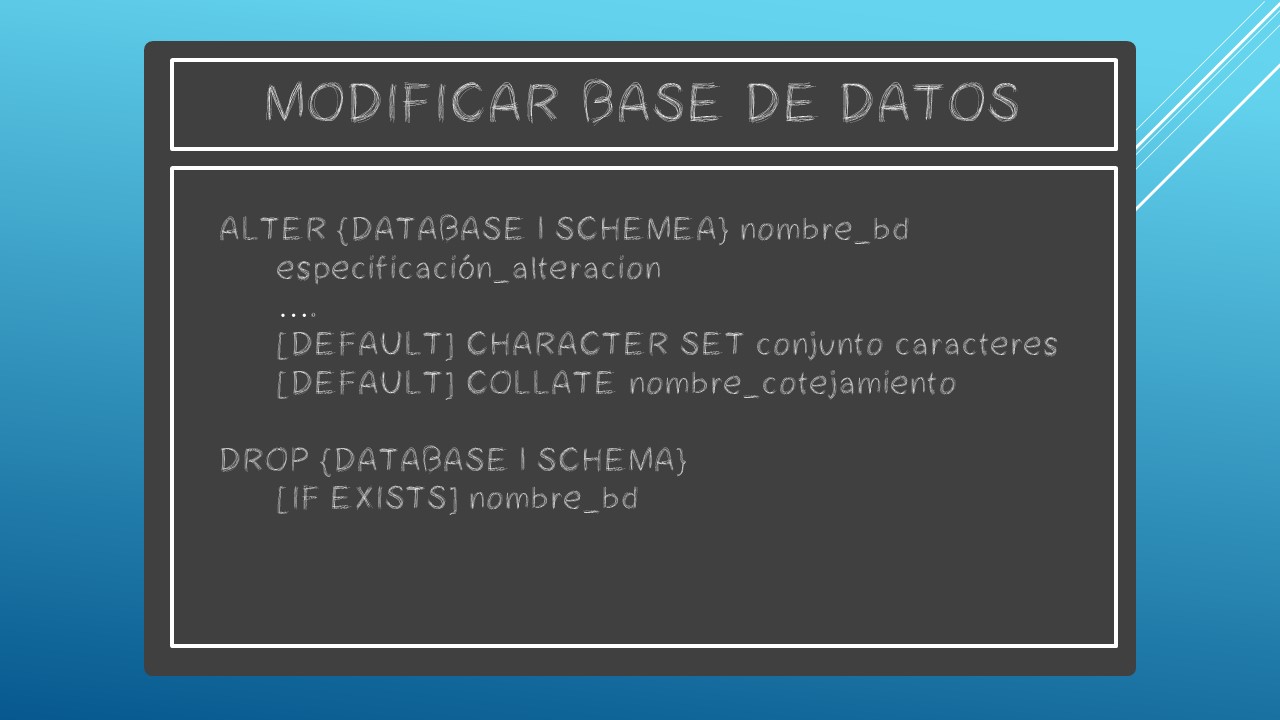 MODIFICAR BASE DE DATOS
ALTER {DATABASE | SCHEMEA} nombre_bd
especificación_alteracion
….
[DEFAULT] CHARACTER SET conjunto caracteres
[DEFAULT] COLLATE nombre_cotejamiento
DROP {DATABASE | SCHEMA}
[IF EXISTS] nombre_bd